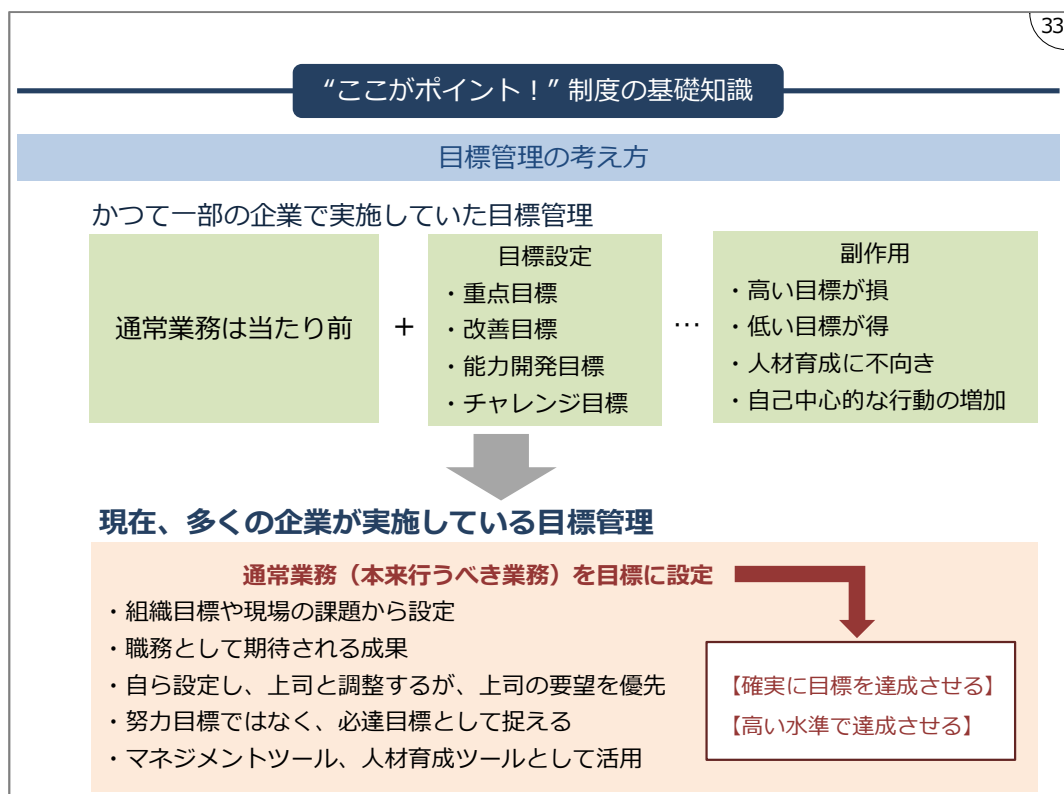 33
“ここがポイント！” 制度の基礎知識
目標管理の考え方
かつて一部の企業で実施していた目標管理
通常業務は当たり前
+
目標設定
・重点目標
・改善目標
・能力開発目標
・チャレンジ目標
…
副作用
・高い目標が損
・低い目標が得
・人材育成に不向き
・自己中心的な行動の増加
現在、多くの企業が実施している目標管理
通常業務（本来行うべき業務）を目標に設定
・組織目標や現場の課題から設定
・職務として期待される成果
・自ら設定し、上司と調整するが、上司の要望を優先
・努力目標ではなく、必達目標として捉える
・マネジメントツール、人材育成ツールとして活用
【確実に目標を達成させる】
【高い水準で達成させる】